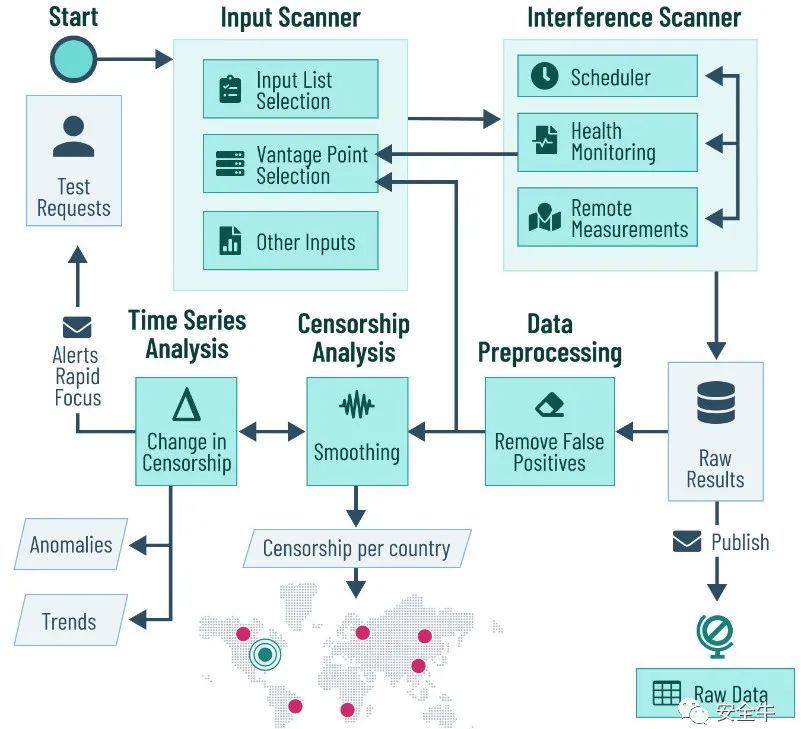 Start
Input Scanner
Interference Scanner
Input List
Selection
Scheduler
Vantage Point
Selection
Health
Monitoring
Test
Requests
Other Inputs
Remote
Measurements
Time Series
Analysis
Censorship
Analysis
Data
Preprocessing
Alerts
Rapid
Focus
Change in
Censorship
Smoothing
Remove False
Positives
Raw
Results
Anomalies
Censorship per country
Publish
Trends
Raw Data
安全牛